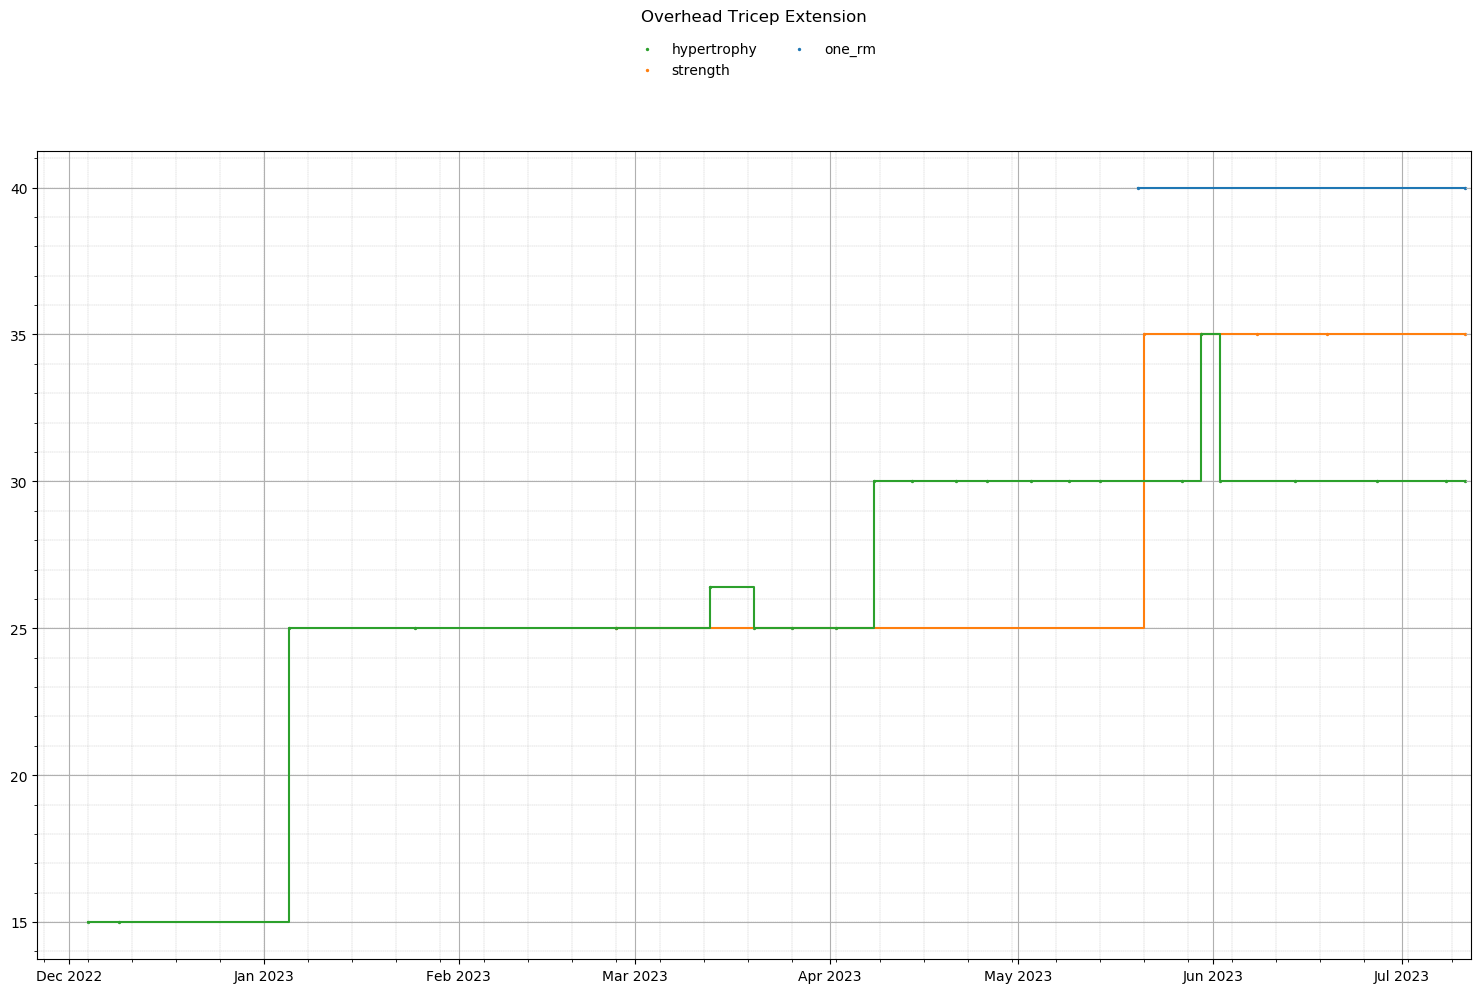 Overhead Tricep Extension
hypertrophy
strength
one_rm
40
35
30
25
20
15
Dec 2022
Jan 2023
Feb 2023
Mar 2023
Apr 2023
May 2023
Jun 2023
Jul 2023